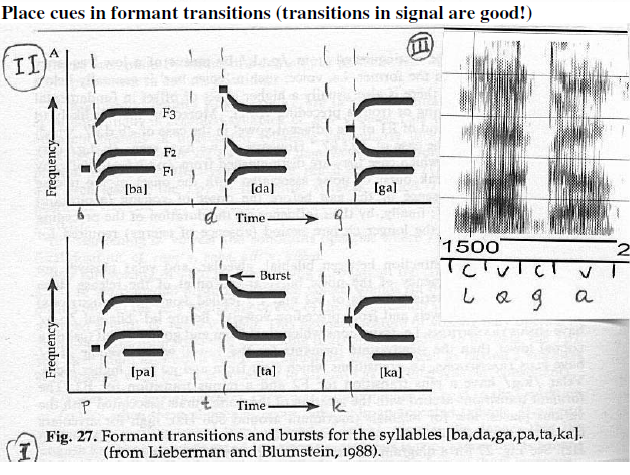 Place cues in formant transitions (transitions in signal are good!)
II
A
III
Frequency
F3
F2
F1
[ba]
[da]
[ga]
b
d
Time
g
1500
2
C V C V
b a g a
Frequency
Burst
[pa]
[ta]
[ka]
p
t
Time
k
I
Fig. 27. Formant transitions and bursts for the syllables [ba,da,ga,pa,ta,ka].
(from Lieberman and Blumstein, 1988).